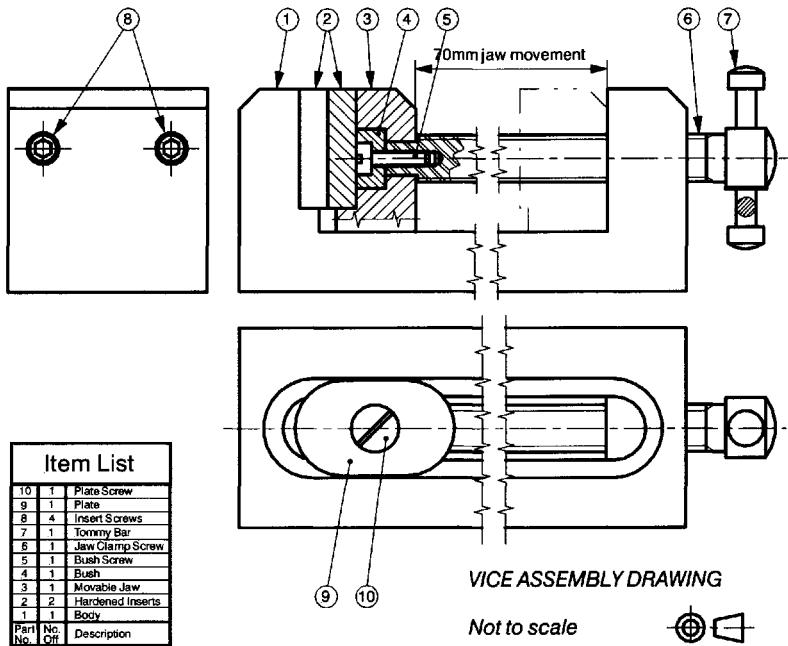 8
1
2
3
4
5
6
7
70mm jaw movement
9
10
Item List
10 1 Plate Screw
9 1 Plate
8 4 Insert Screws
7 1 Tommy Bar
6 1 Jaw Clamp Screw
5 1 Bush Screw
4 1 Bush
3 1 Movable Jaw
2 2 Hardened Inserts
1 1 Body
Part No. No. Off Description
VICE ASSEMBLY DRAWING
Not to scale